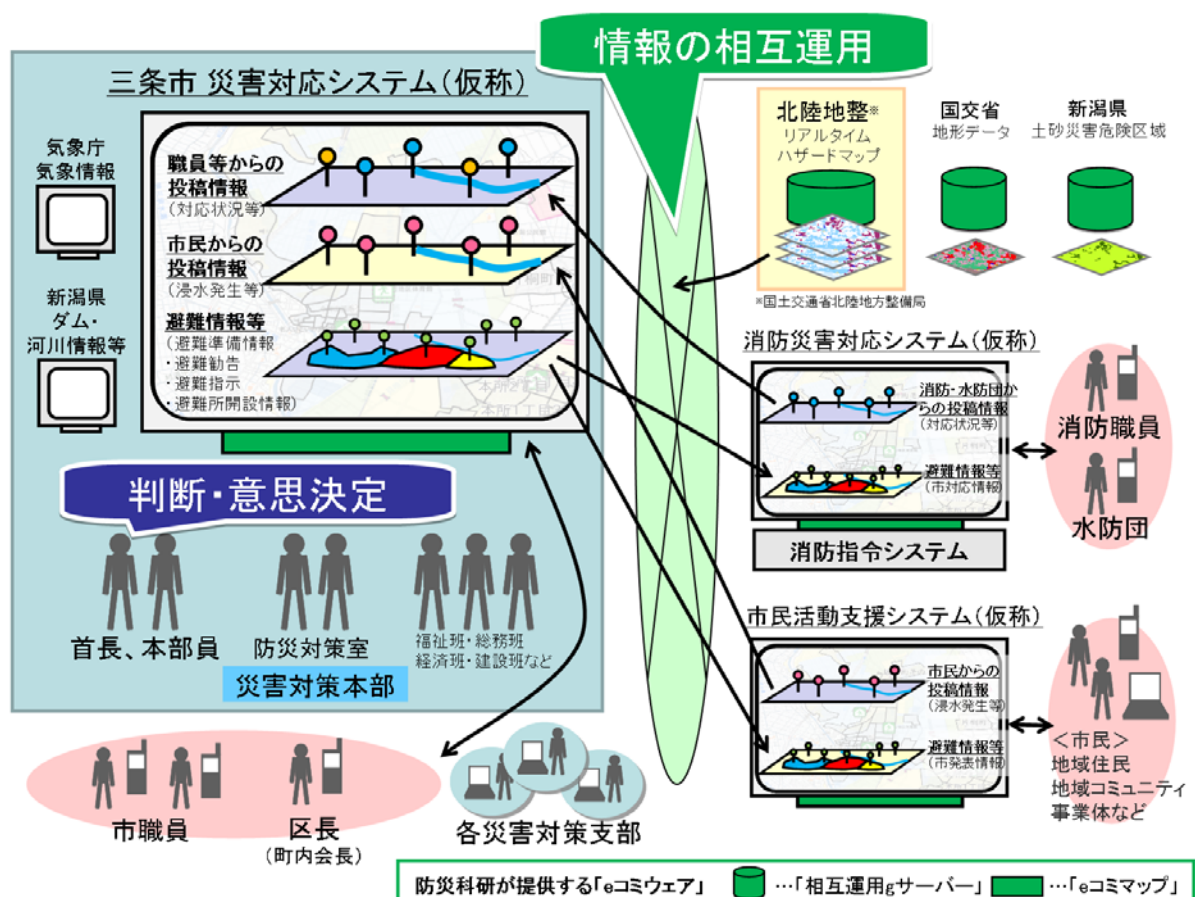 情報の相互運用
三条市 災害対応システム(仮称)
気象庁
気象情報
新潟県
ダム・
河川情報等
職員等からの
投稿情報
(対応状況等)
市民からの
投稿情報
(浸水発生等)
避難情報等
(避難準備情報
・避難勧告
・避難指示
・避難所開設情報)
判断・意思決定
首長、本部員
防災対策室
福祉班・総務班
経済班・建設班など
災害対策本部
市職員
区長
(町内会長)
各災害対策支部
北陸地整※
リアルタイム
ハザードマップ
国交省
地形データ
新潟県
土砂災害危険区域
※国土交通省北陸地方整備局
消防災害対応システム(仮称)
消防・水防団か
らの投稿情報
(対応状況等)
避難情報等
(市対応情報)
消防指令システム
消防職員
水防団
市民活動支援システム(仮称)
市民からの
投稿情報
(浸水発生等)
避難情報等
(市発表情報)
<市民>
地域住民
地域コミュニティ
事業体など
防災科研が提供する「eコミウェア」 …「相互運用gサーバー」 …「eコミマップ」